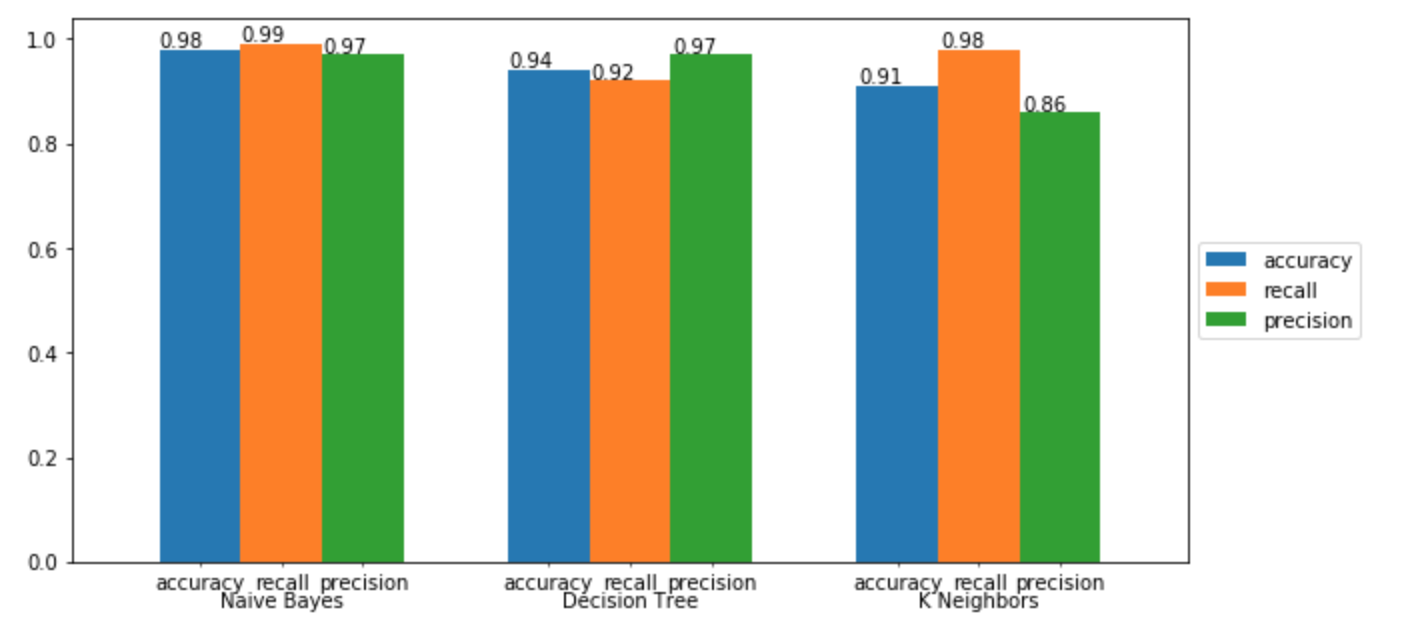 1.0
0.8
0.6
0.4
0.2
0.0
0.98
0.99
0.97
0.94
0.92
0.97
0.91
0.98
0.86
accuracy recall precision
Naive Bayes
accuracy recall precision
Decision Tree
accuracy recall precision
K Neighbors
accuracy
recall
precision